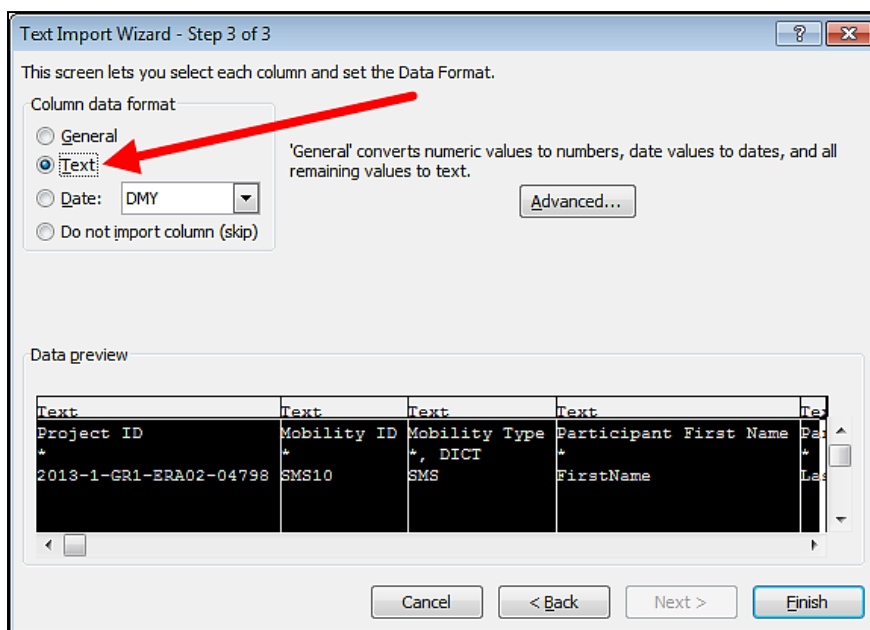 Text Import Wizard - Step 3 of 3
This screen lets you select each column and set the Data Format.
Column data format
General
Text
Date: DMY
Do not import column (skip)
'General' converts numeric values to numbers, date values to dates, and all
remaining values to text.
Advanced...
Data preview
Text Text Text Text Te
Project ID Mobility ID Mobility Type Participant First Name Pa
* * *, DICT * *
2013-1-GR1-ERA02-04798 SMS10 SMS FirstName La
Cancel < Back Next > Finish